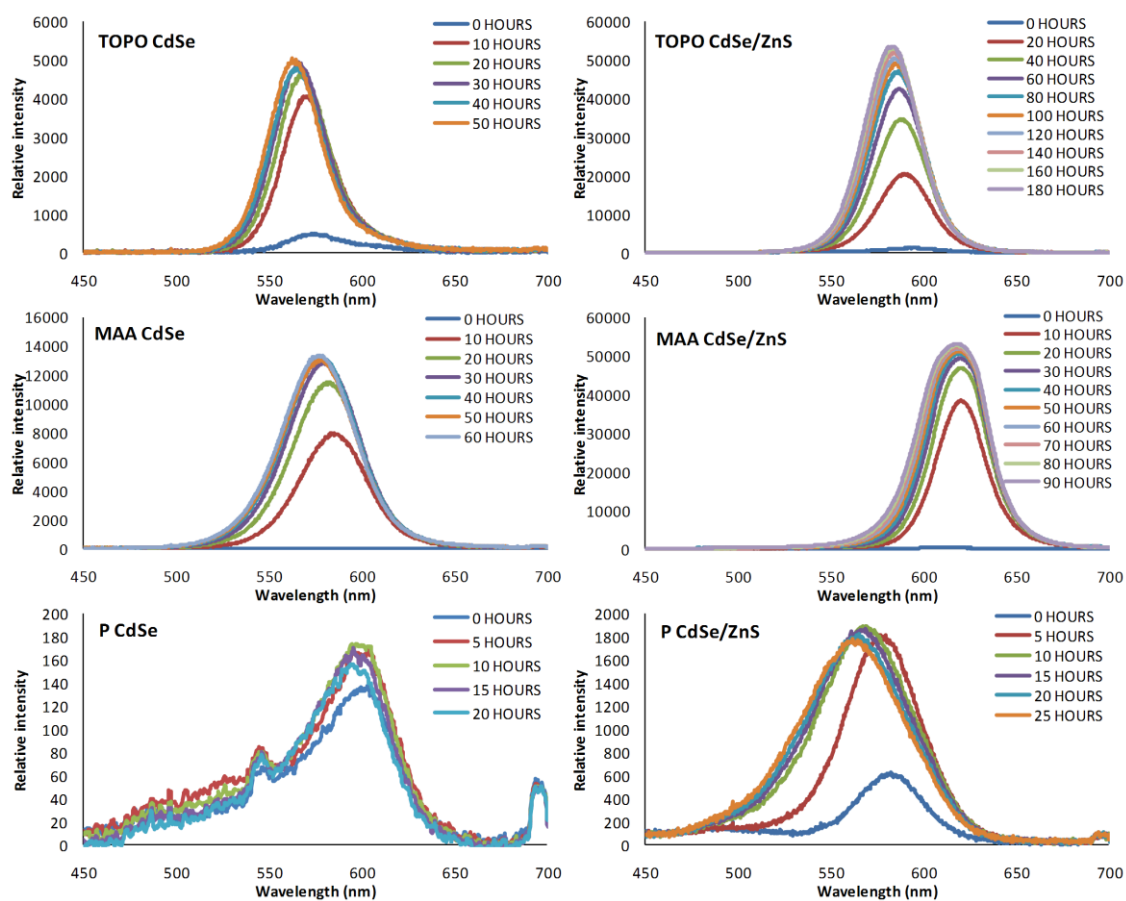 TOPO CdSe
Relative intensity
6000
5000
4000
3000
2000
1000
0
450 500 550 600 650 700
Wavelength (nm)
0 HOURS
10 HOURS
20 HOURS
30 HOURS
40 HOURS
50 HOURS
TOPO CdSe/ZnS
Relative intensity
60000
50000
40000
30000
20000
10000
0
450 500 550 600 650 700
Wavelength (nm)
0 HOURS
20 HOURS
40 HOURS
60 HOURS
80 HOURS
100 HOURS
120 HOURS
140 HOURS
160 HOURS
180 HOURS
MAA CdSe
Relative intensity
16000
14000
12000
10000
8000
6000
4000
2000
0
450 500 550 600 650 700
Wavelength (nm)
0 HOURS
10 HOURS
20 HOURS
30 HOURS
40 HOURS
50 HOURS
60 HOURS
MAA CdSe/ZnS
Relative intensity
60000
50000
40000
30000
20000
10000
0
450 500 550 600 650 700
Wavelength (nm)
0 HOURS
10 HOURS
20 HOURS
30 HOURS
40 HOURS
50 HOURS
60 HOURS
70 HOURS
80 HOURS
90 HOURS
P CdSe
Relative intensity
200
180
160
140
120
100
80
60
40
20
0
450 500 550 600 650 700
Wavelength (nm)
0 HOURS
5 HOURS
10 HOURS
15 HOURS
20 HOURS
P CdSe/ZnS
Relative intensity
2000
1800
1600
1400
1200
1000
800
600
400
200
0
450 500 550 600 650 700
Wavelength (nm)
0 HOURS
5 HOURS
10 HOURS
15 HOURS
20 HOURS
25 HOURS